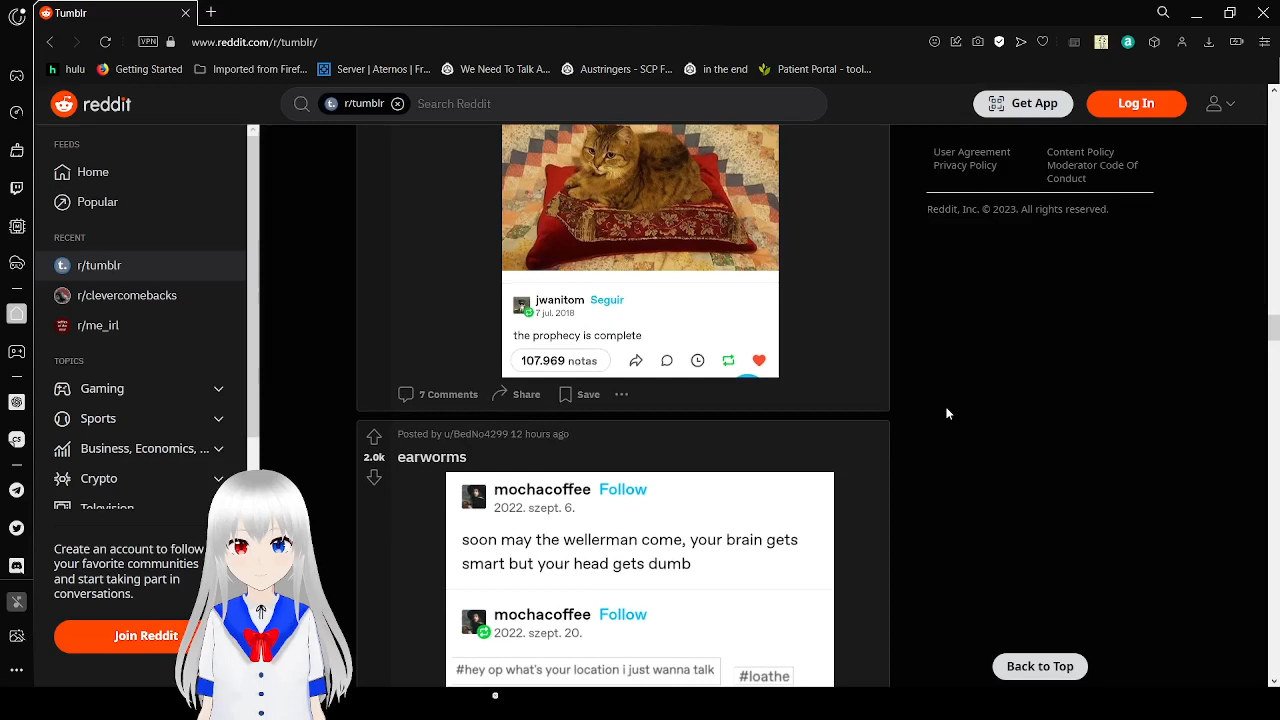 Tumblr
VPN
www.reddit.com/r/tumblr/
hulu
Getting Started
Imported from Firef...
Server | Aternos | Fr...
We Need To Talk A...
Austringers - SCP F...
in the end
Patient Portal - tool...
reddit
r/tumblr
Search Reddit
Get App
Log In
FEEDS
Home
Popular
RECENT
r/tumblr
r/clevercomebacks
r/me_irl
TOPICS
Gaming
Sports
Business, Economics, ...
Crypto
Television
Create an account to follow
your favorite communities
and start taking part in
conversations.
Join Reddit
jwanitom Seguir
7 jul. 2018
the prophecy is complete
107.969 notas
7 Comments
Share
Save
Posted by u/BedNo4299 12 hours ago
2.0k
earworms
mochacoffee Follow
2022. szept. 6.
soon may the wellerman come, your brain gets
smart but your head gets dumb
mochacoffee Follow
2022. szept. 20.
#hey op what's your location i just wanna talk
#loathe
User Agreement
Privacy Policy
Content Policy
Moderator Code Of
Conduct
Reddit, Inc. © 2023. All rights reserved.
Back to Top